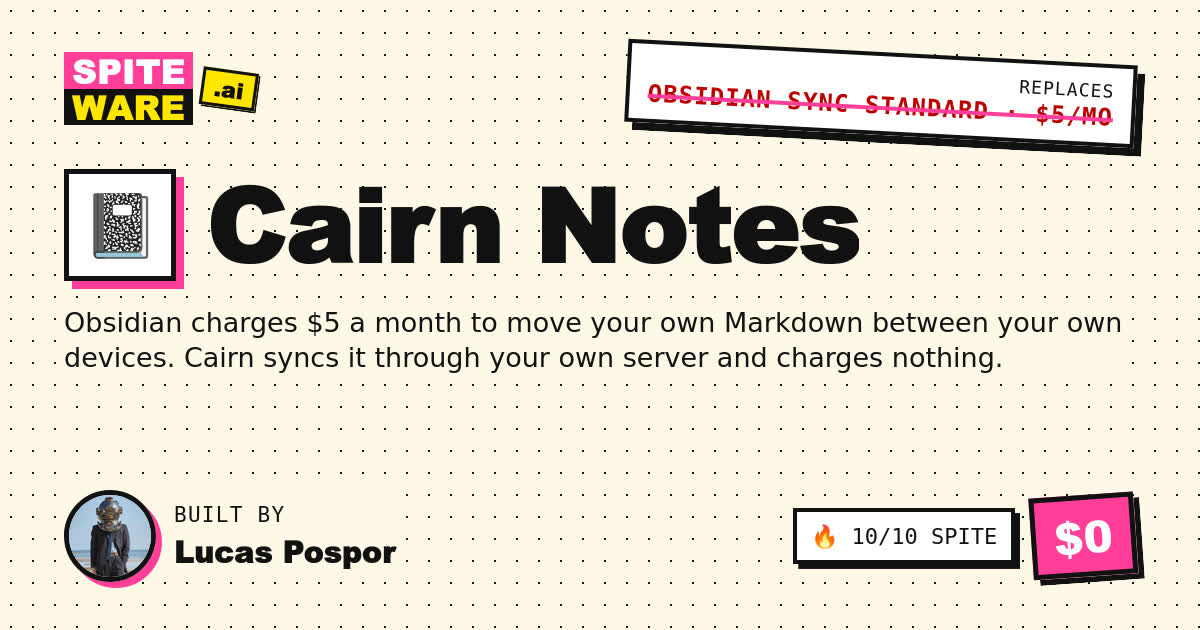 SPITE
WARE
.ai
REPLACES
OBSIDIAN SYNC STANDARD · $5/MO
Cairn Notes
Obsidian charges $5 a month to move your own Markdown between your own
devices. Cairn syncs it through your own server and charges nothing.
BUILT BY
Lucas Pospor
🔥 10/10 SPITE
$0